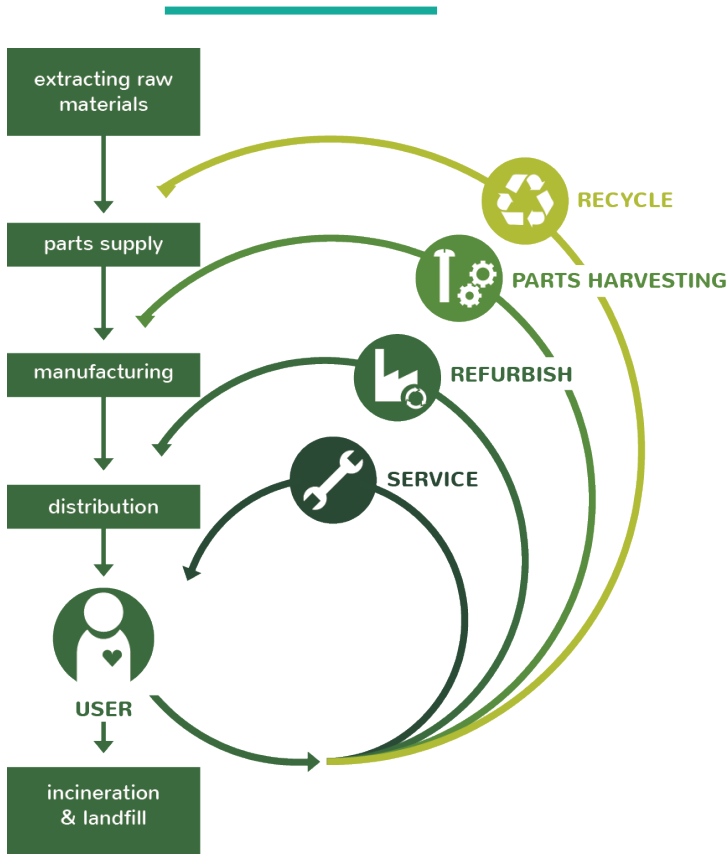 extracting raw
materials
RECYCLE
parts supply
PARTS HARVESTING
manufacturing
REFURBISH
SERVICE
distribution
USER
incineration
& landfill